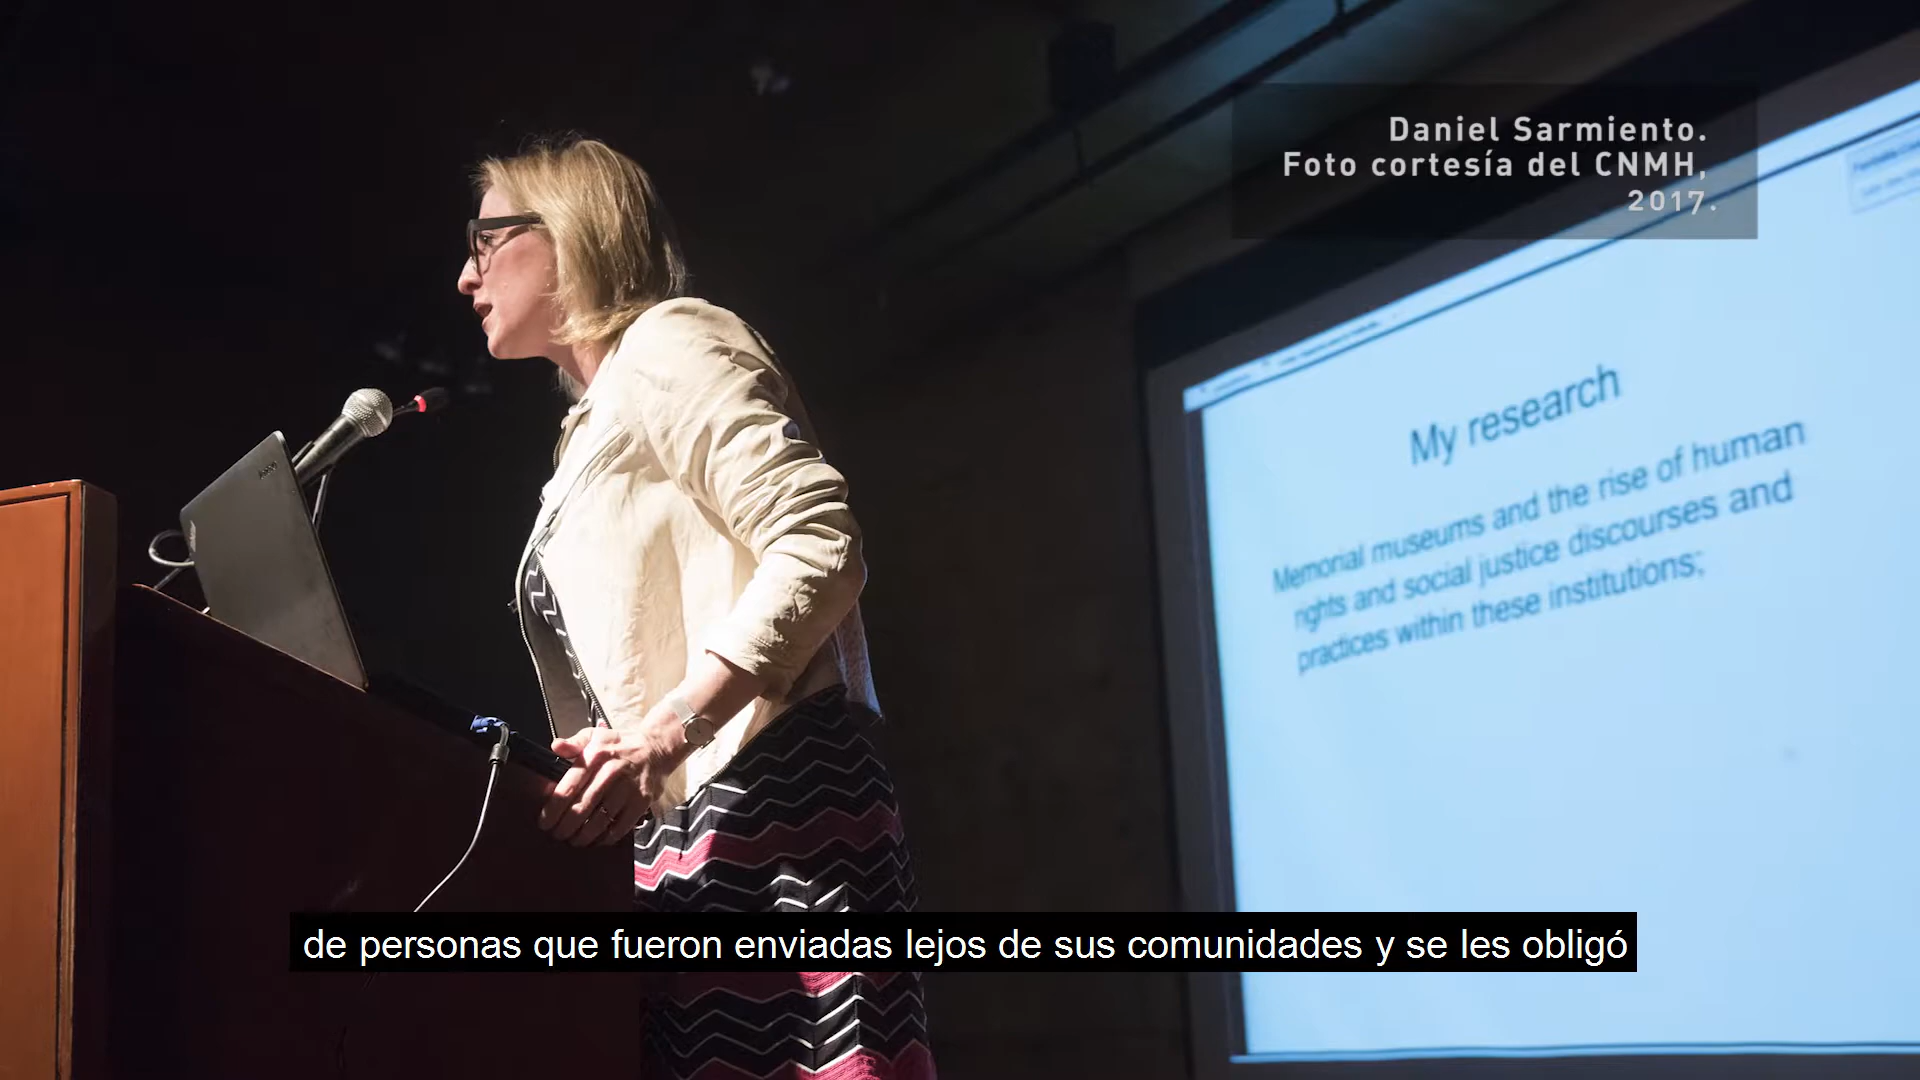 Daniel Sarmiento.
Foto cortesía del CNMH,
2017.
My research
Memorial museums and the rise of human
rights and social justice discourses and
practices within these institutions;
de personas que fueron enviadas lejos de sus comunidades y se les obligó